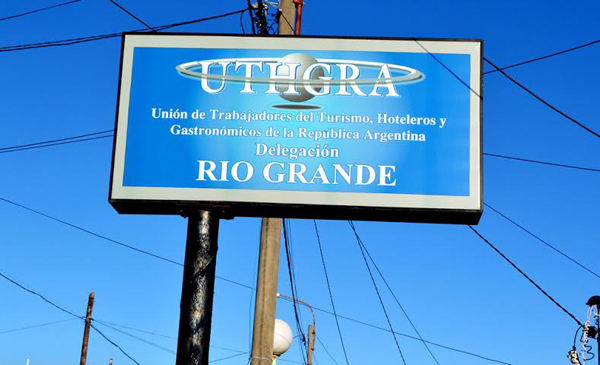 UTHGRA
Unión de Trabajadores del Turismo, Hoteleros y
Gastronómicos de la República Argentina
Delegación
RIO GRANDE